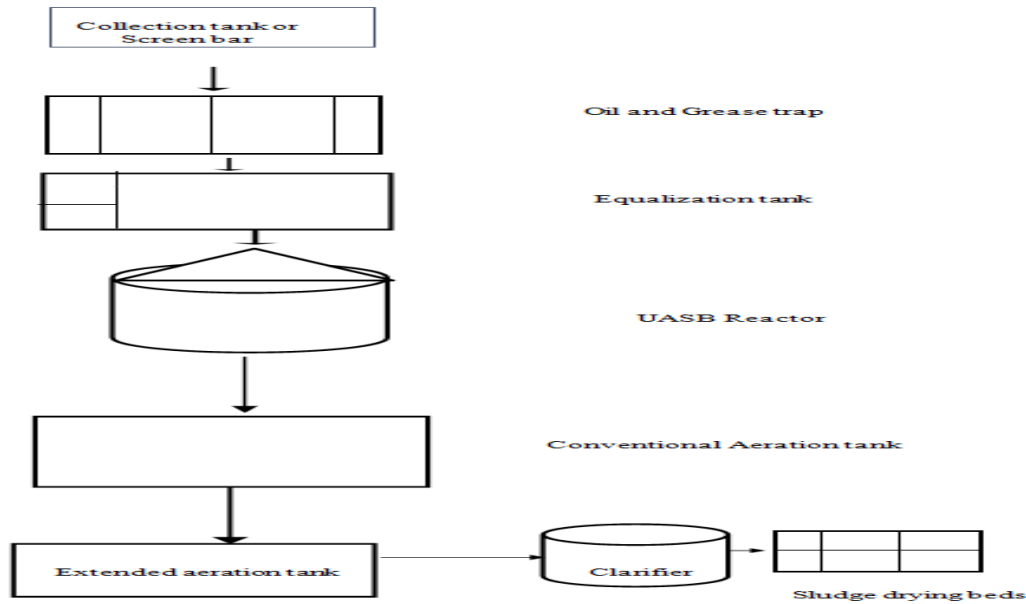 Collection tank or
Screen bar
Oil and Grease trap
Equalization tank
UASB Reactor
Conventional Aeration tank
Extended aeration tank
Clarifier
Sludge drying beds